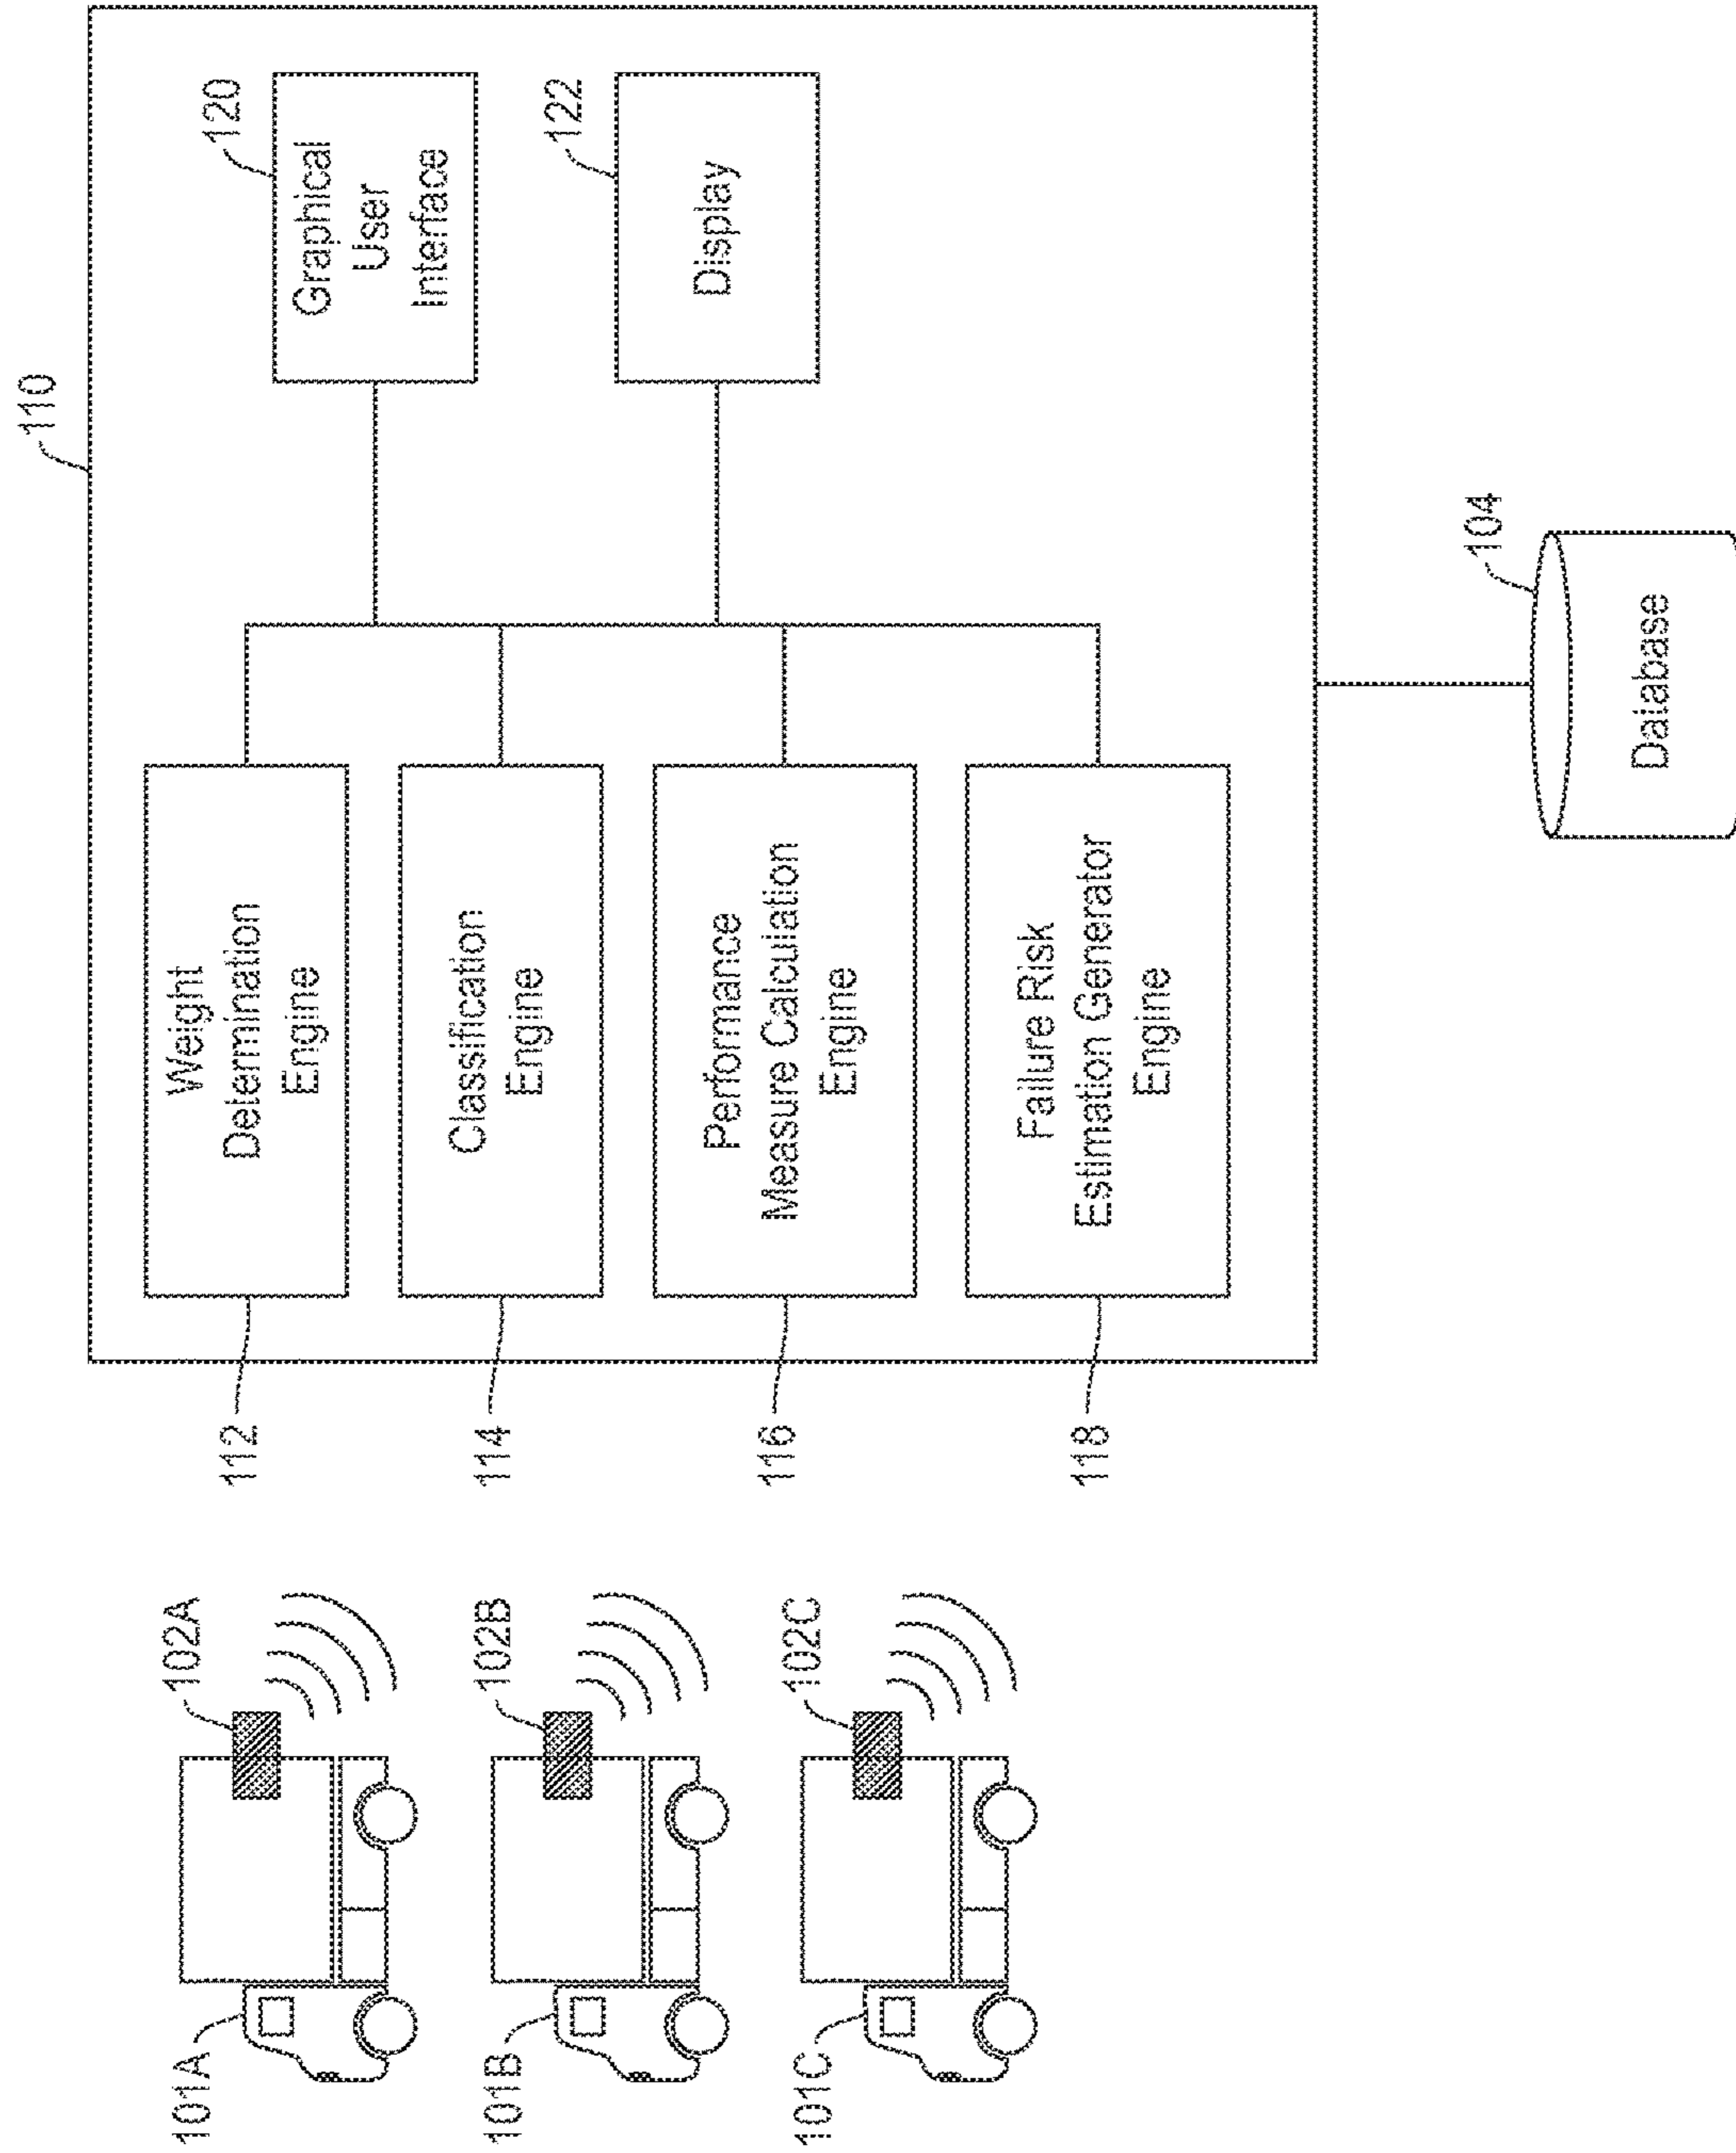 110
120
Graphical
User
Interface
122
Display
Weight
Determination
Engine
112
Classification
Engine
114
Performance
Measure Calculation
Engine
116
Failure Risk
Estimation Generator
Engine
118
104
Database
101A
102A
101B
102B
101C
102C